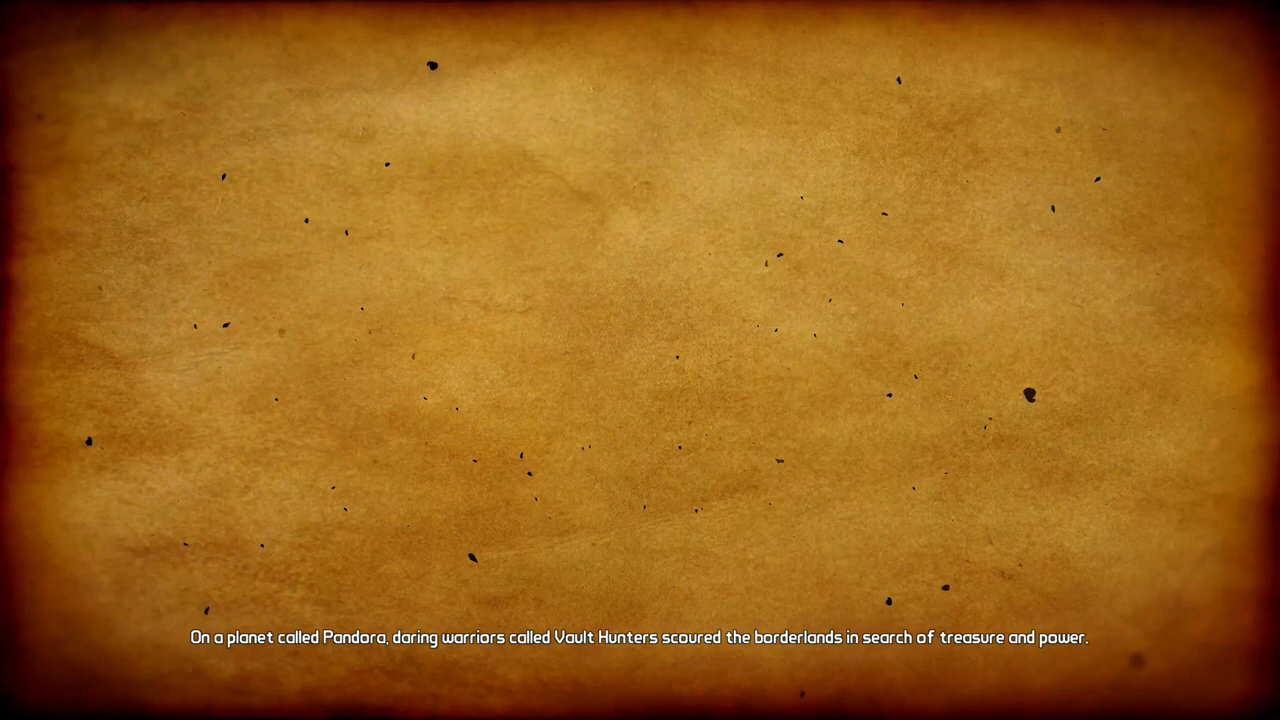 On a planet called Pandora, daring warriors called Vault Hunters scoured the borderlands in search of treasure and power.